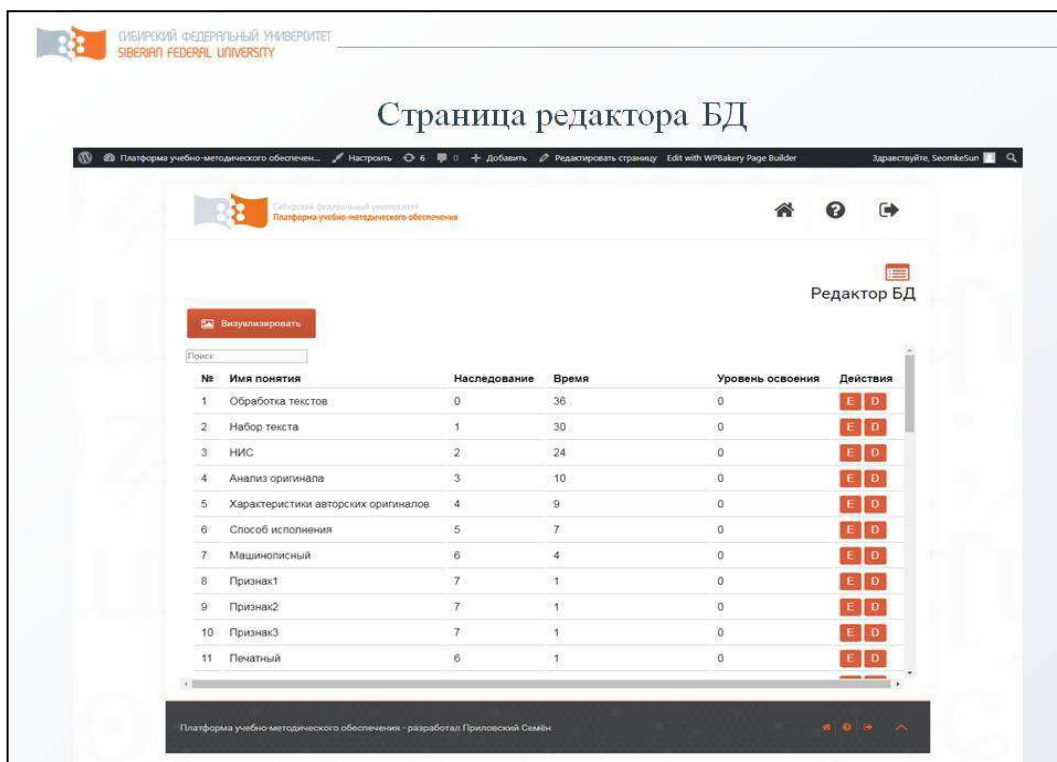 СИБИРСКИЙ ФЕДЕРАЛЬНЫЙ УНИВЕРСИТЕТ
SIBERIAN FEDERAL UNIVERSITY
Страница редактора БД
Платформа учебно-методического обеспечен... Настроить 6 0 Добавить Редактировать страницу Edit with WPBakery Page Builder Здравствуйте, SeomkeSun
Сибирский федеральный университет
Платформа учебно-методического обеспечения
Редактор БД
Визуализировать
Поиск
№ Имя понятия Наследование Время Уровень освоения Действия
1 Обработка текстов 0 36 0 E D
2 Набор текста 1 30 0 E D
3 НИС 2 24 0 E D
4 Анализ оригинала 3 10 0 E D
5 Характеристики авторских оригиналов 4 9 0 E D
6 Способ исполнения 5 7 0 E D
7 Машинописный 6 4 0 E D
8 Признак1 7 1 0 E D
9 Признак2 7 1 0 E D
10 Признак3 7 1 0 E D
11 Печатный 6 1 0 E D
Платформа учебно-методического обеспечения - разработал Приловский Семён